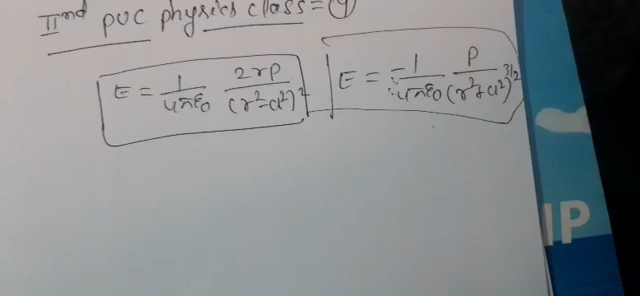 IInd PUC physics class = (4)
E = 1/4πε0 2rp/(r²-a²)²
E = -1/4πε0 p/(r²+a²)^3/2
IP